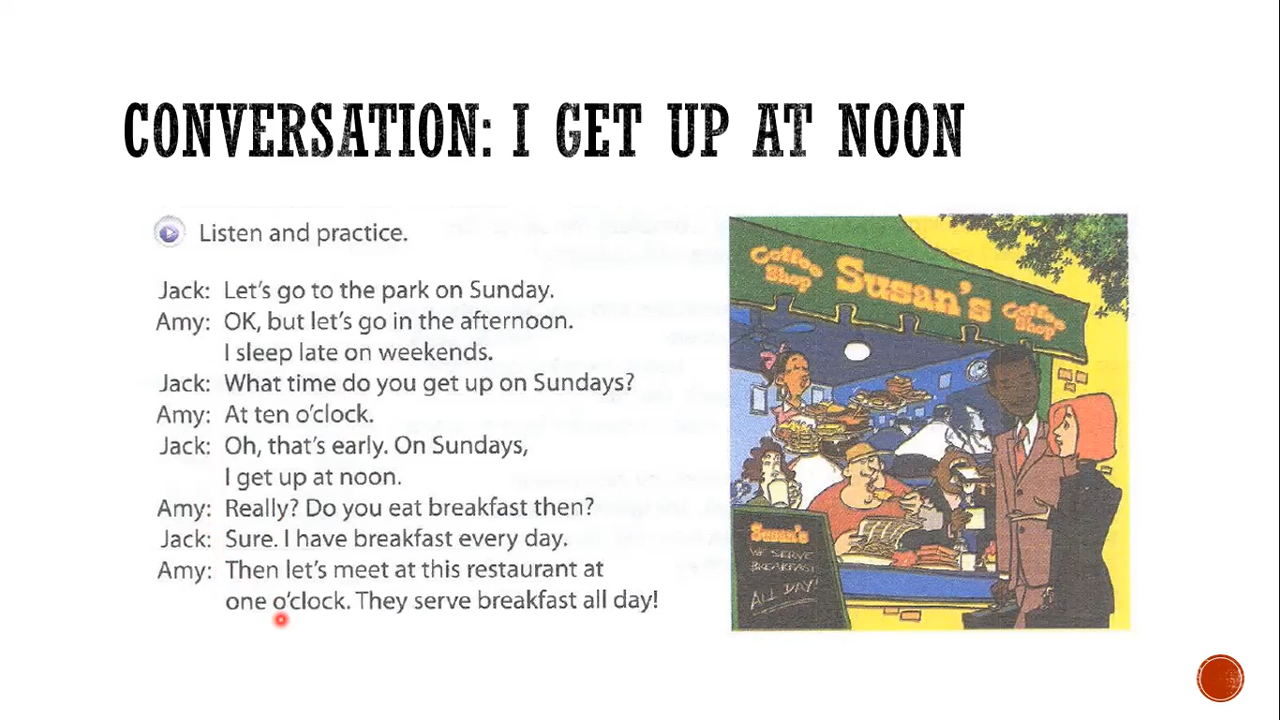 CONVERSATION: I GET UP AT NOON
Listen and practice.
Jack: Let's go to the park on Sunday.
Amy: OK, but let's go in the afternoon.
I sleep late on weekends.
Jack: What time do you get up on Sundays?
Amy: At ten o'clock.
Jack: Oh, that's early. On Sundays,
I get up at noon.
Amy: Really? Do you eat breakfast then?
Jack: Sure. I have breakfast every day.
Amy: Then let's meet at this restaurant at
one o'clock. They serve breakfast all day!
Coffee
Shop
Susan's
Coffee
Shop
Susan's
WE SERVE
BREAKFAST
ALL DAY!